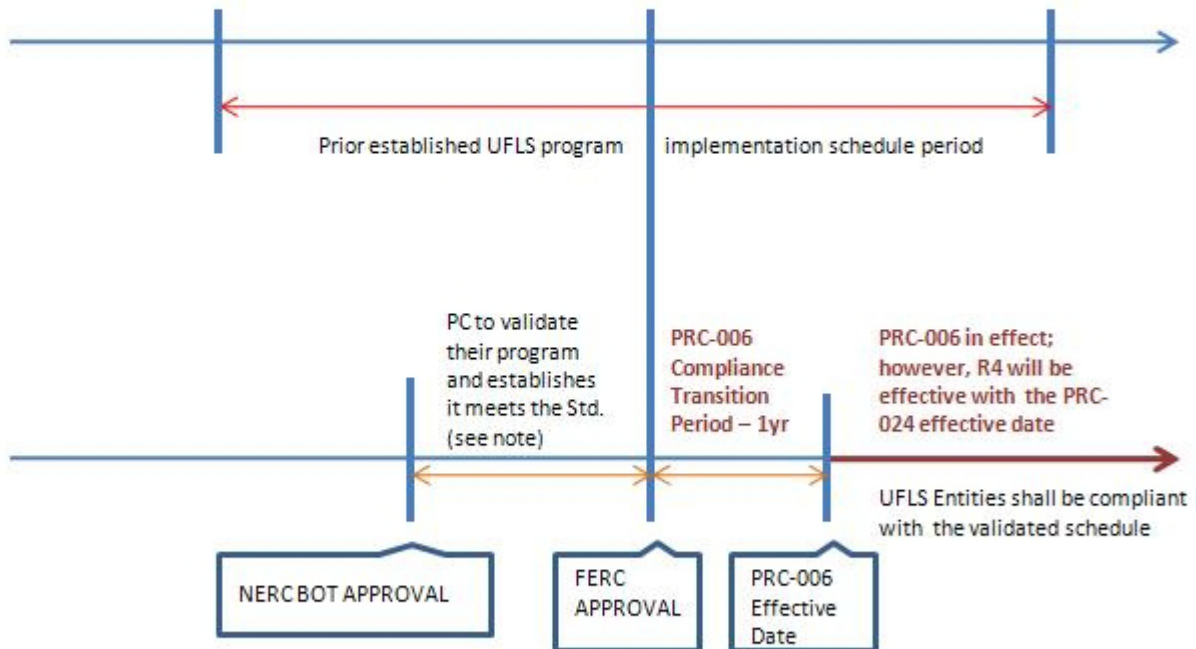 Prior established UFLS program implementation schedule period
PC to validate
their program
and establishes
it meets the Std.
(see note)
PRC-006
Compliance
Transition
Period – 1yr
PRC-006 in effect;
however, R4 will be
effective with the PRC-
024 effective date
UFLS Entities shall be compliant
with the validated schedule
NERC BOT APPROVAL
FERC
APPROVAL
PRC-006
Effective
Date